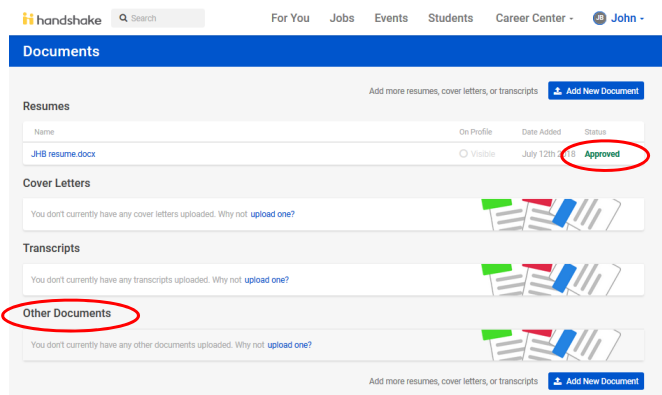 handshake Search For You Jobs Events Students Career Center JB John
Documents
Add more resumes, cover letters, or transcripts Add New Document
Resumes
Name On Profile Date Added Status
JHB resume.docx Visible July 12th 2018 Approved
Cover Letters
You don't currently have any cover letters uploaded. Why not upload one?
Transcripts
You don't currently have any transcripts uploaded. Why not upload one?
Other Documents
You don't currently have any other documents uploaded. Why not upload one?
Add more resumes, cover letters, or transcripts Add New Document